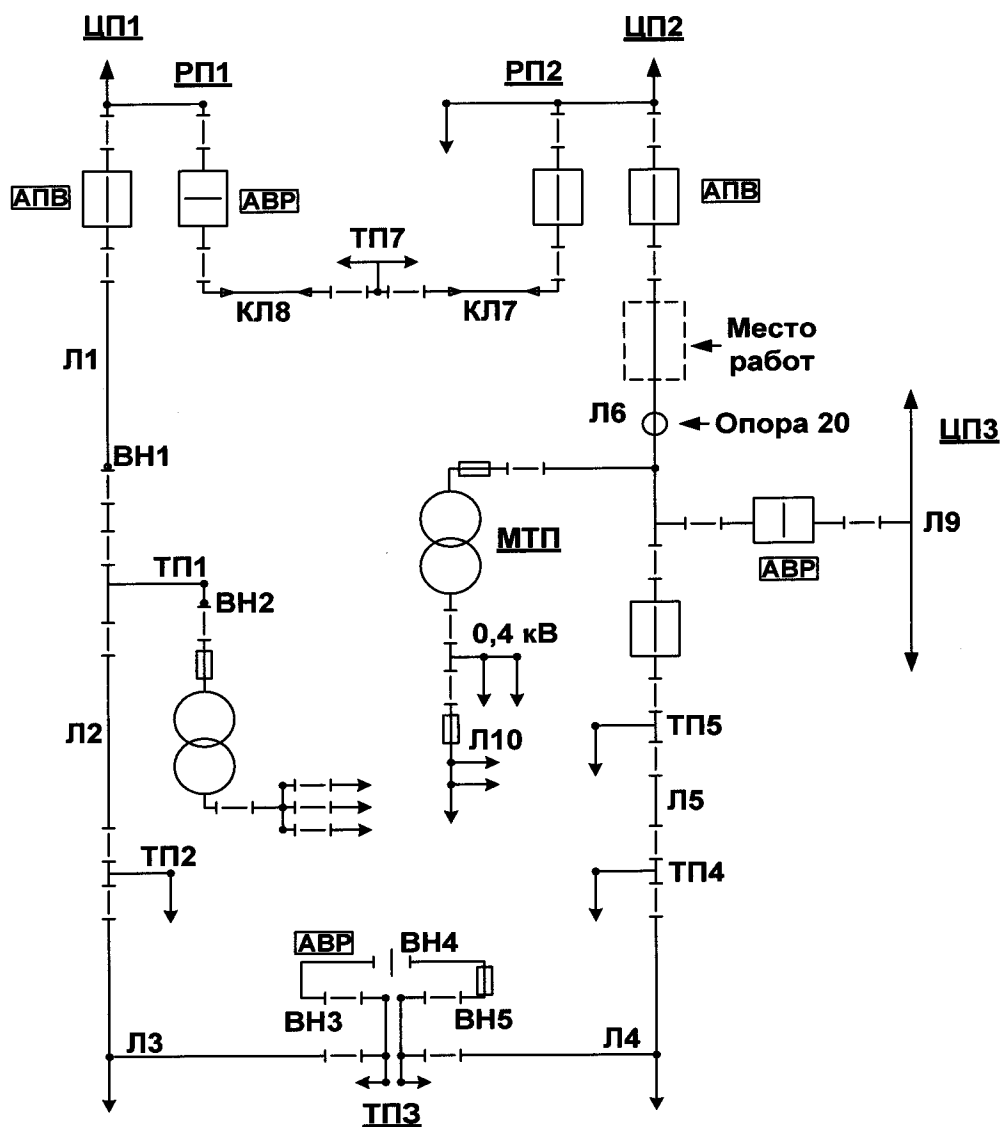 ЦП1
ЦП2
РП1
РП2
АПВ
АВР
АПВ
ТП7
КЛ8
КЛ7
Место
работ
Л1
Л6
Опора 20
ЦП3
ВН1
МТП
Л9
АВР
ТП1
ВН2
0,4 кВ
Л2
Л10
ТП5
Л5
ТП2
ТП4
АВР
ВН4
ВН3
ВН5
Л3
Л4
ТП3